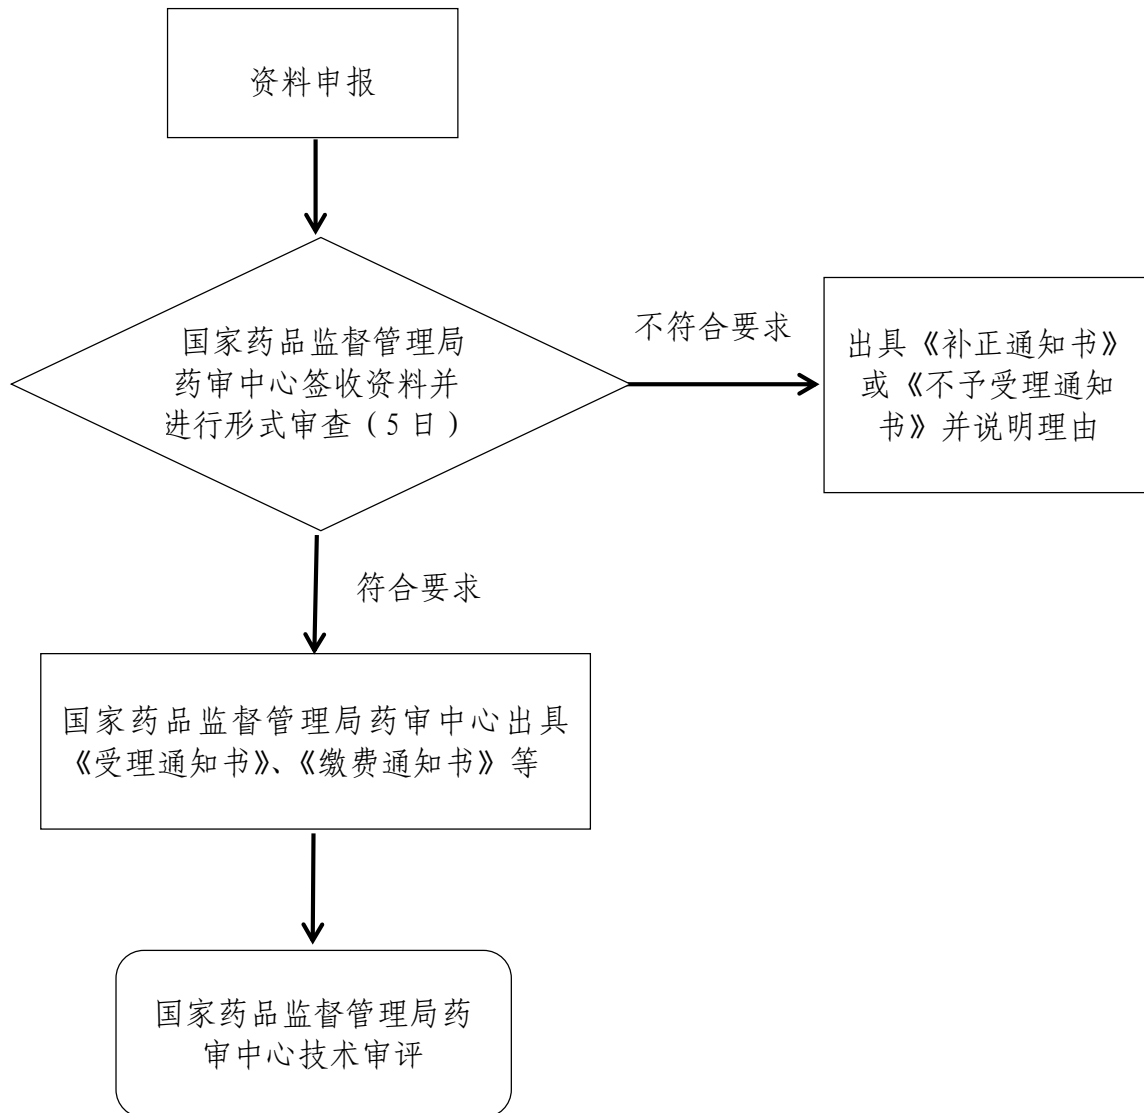 资料申报
国家药品监督管理局
药审中心签收资料并
进行形式审查（5 日）
不符合要求
出具《补正通知书》
或《不予受理通知
书》并说明理由
符合要求
国家药品监督管理局药审中心出具
《受理通知书》、《缴费通知书》等
国家药品监督管理局药
审中心技术审评